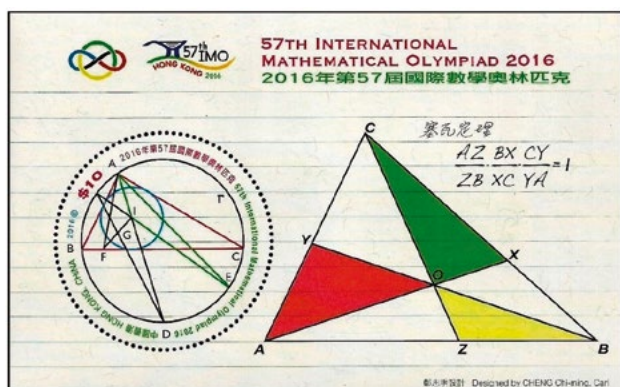 57th IMO
HONG KONG 2016
57TH INTERNATIONAL
MATHEMATICAL OLYMPIAD 2016
2016年第57屆國際數學奧林匹克
2016年第57屆國際數學奧林匹克 57th International Mathematical Olympiad 2016
中國香港 HONG KONG, CHINA
2016 ©
$10
A
Γ
I
G
B
F
C
E
D
塞瓦定理
AZ BX CY
ZB XC YA
=1
C
Y
X
O
A
Z
B
Designed by CHENG Chi-ning, Carl